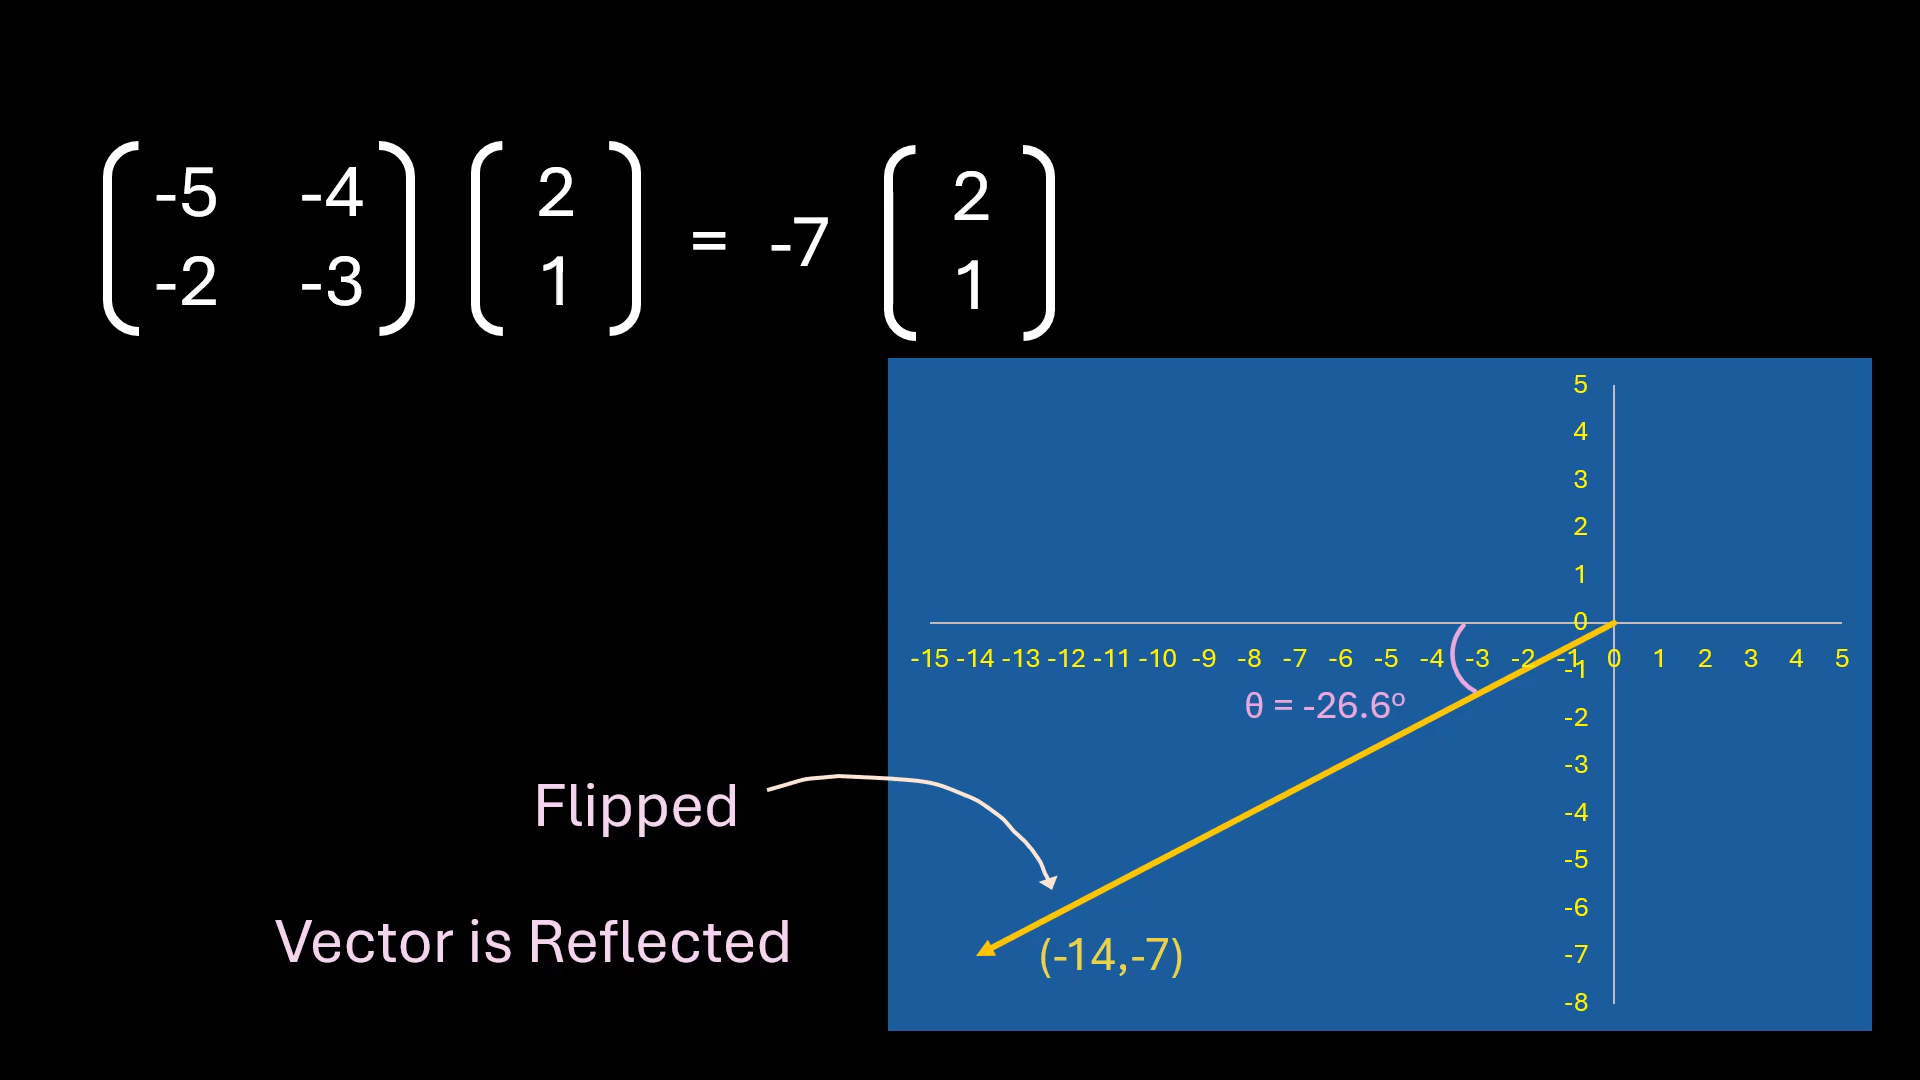 -5 -4 2 2
= -7
-2 -3 1 1
5
4
3
2
1
0
-15 -14 -13 -12 -11 -10 -9 -8 -7 -6 -5 -4 -3 -2 -1 0 1 2 3 4 5
-1
θ = -26.6º
-2
-3
Flipped
-4
-5
-6
Vector is Reflected
(-14,-7)
-7
-8